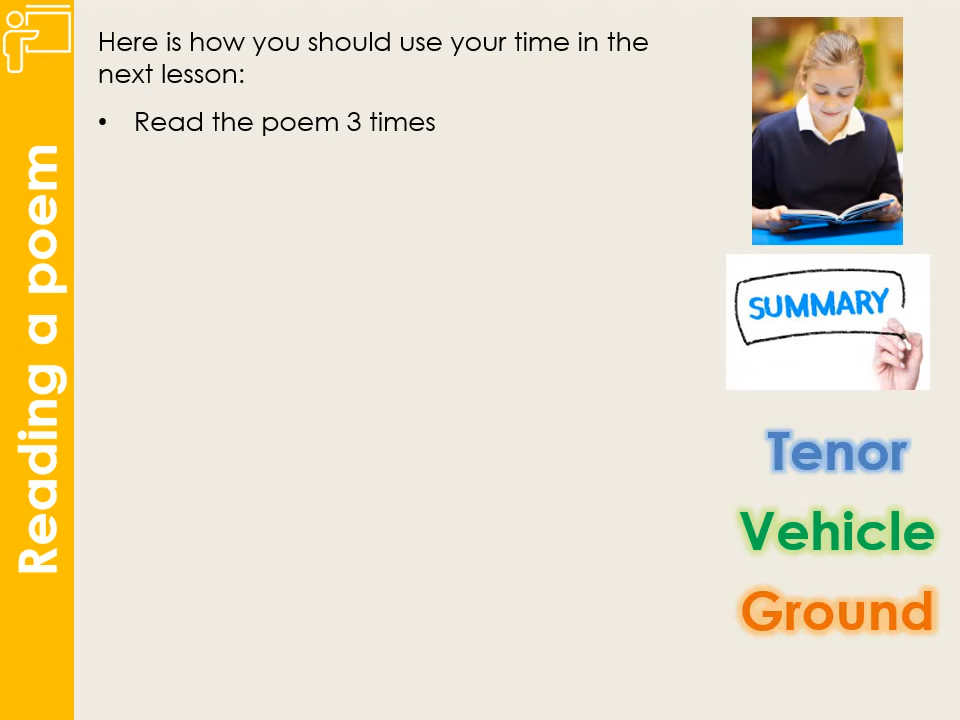 Reading a poem
Here is how you should use your time in the
next lesson:
• Read the poem 3 times
SUMMARY
Tenor
Vehicle
Ground